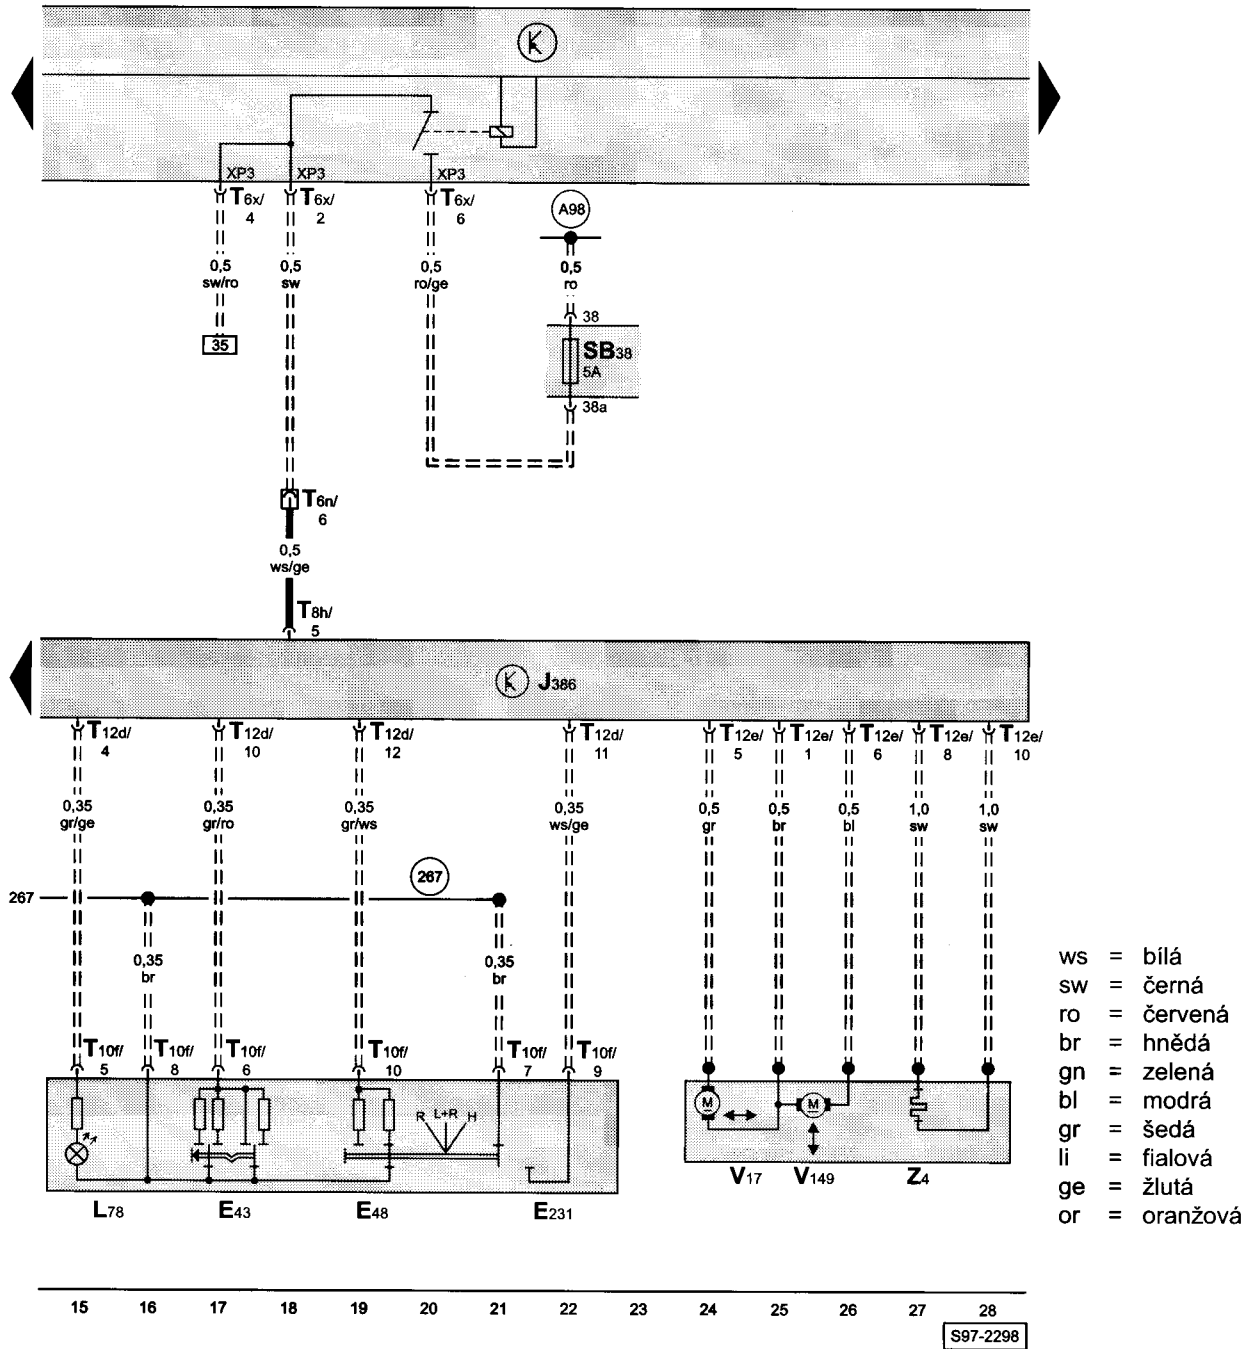 XP3 XP3 XP3
T6x/ T6x/ T6x/ A98
4 2 6
0,5 0,5 0,5 0,5
sw/ro sw ro/ge ro
38
35
SB38
5A
38a
T6n/
6
0,5
ws/ge
T8h/
5
J386
T12d/ T12d/ T12d/ T12d/ T12e/ T12e/ T12e/ T12e/ T12e/
4 10 12 11 5 1 6 8 10
0,35 0,35 0,35 0,35 0,5 0,5 0,5 1,0 1,0
gr/ge gr/ro gr/ws ws/ge gr br bl sw sw
267
267
0,35 0,35
br br
T10f/ T10f/ T10f/ T10f/ T10f/ T10f/
5 8 6 10 7 9
M M
R L+R H
V17 V149 Z4
L78 E43 E48 E231
ws = bílá
sw = černá
ro = červená
br = hnědá
gn = zelená
bl = modrá
gr = šedá
li = fialová
ge = žlutá
or = oranžová
15 16 17 18 19 20 21 22 23 24 25 26 27 28
S97-2298